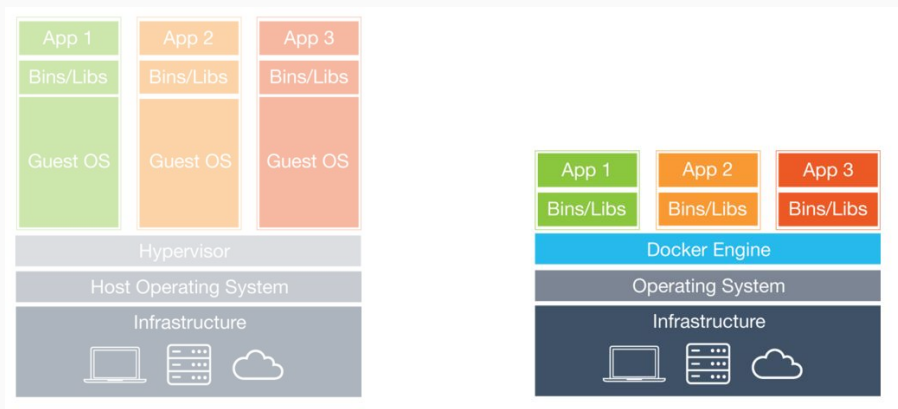 App 1
App 2
App 3
Bins/Libs
Bins/Libs
Bins/Libs
Guest OS
Guest OS
Guest OS
Hypervisor
Host Operating System
Infrastructure
App 1
App 2
App 3
Bins/Libs
Bins/Libs
Bins/Libs
Docker Engine
Operating System
Infrastructure